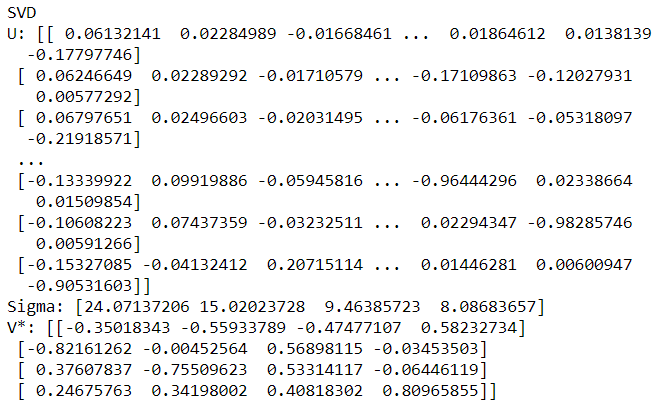 SVD
U: [[ 0.06132141  0.02284989 -0.01668461 ...  0.01864612  0.0138139
  -0.17797746]
 [ 0.06246649  0.02289292 -0.01710579 ... -0.17109863 -0.12027931
   0.00577292]
 [ 0.06797651  0.02496603 -0.02031495 ... -0.06176361 -0.05318097
  -0.21918571]
 ...
 [-0.13339922  0.09919886 -0.05945816 ... -0.96444296  0.02338664
   0.01509854]
 [-0.10608223  0.07437359 -0.03232511 ...  0.02294347 -0.98285746
   0.00591266]
 [-0.15327085 -0.04132412  0.20715114 ...  0.01446281  0.00600947
  -0.90531603]]
Sigma: [24.07137206 15.02023728  9.46385723  8.08683657]
V*: [[-0.35018343 -0.55933789 -0.47477107  0.58232734]
 [-0.82161262 -0.00452564  0.56898115 -0.03453503]
 [ 0.37607837 -0.75509623  0.53314117 -0.06446119]
 [ 0.24675763  0.34198002  0.40818302  0.80965855]]